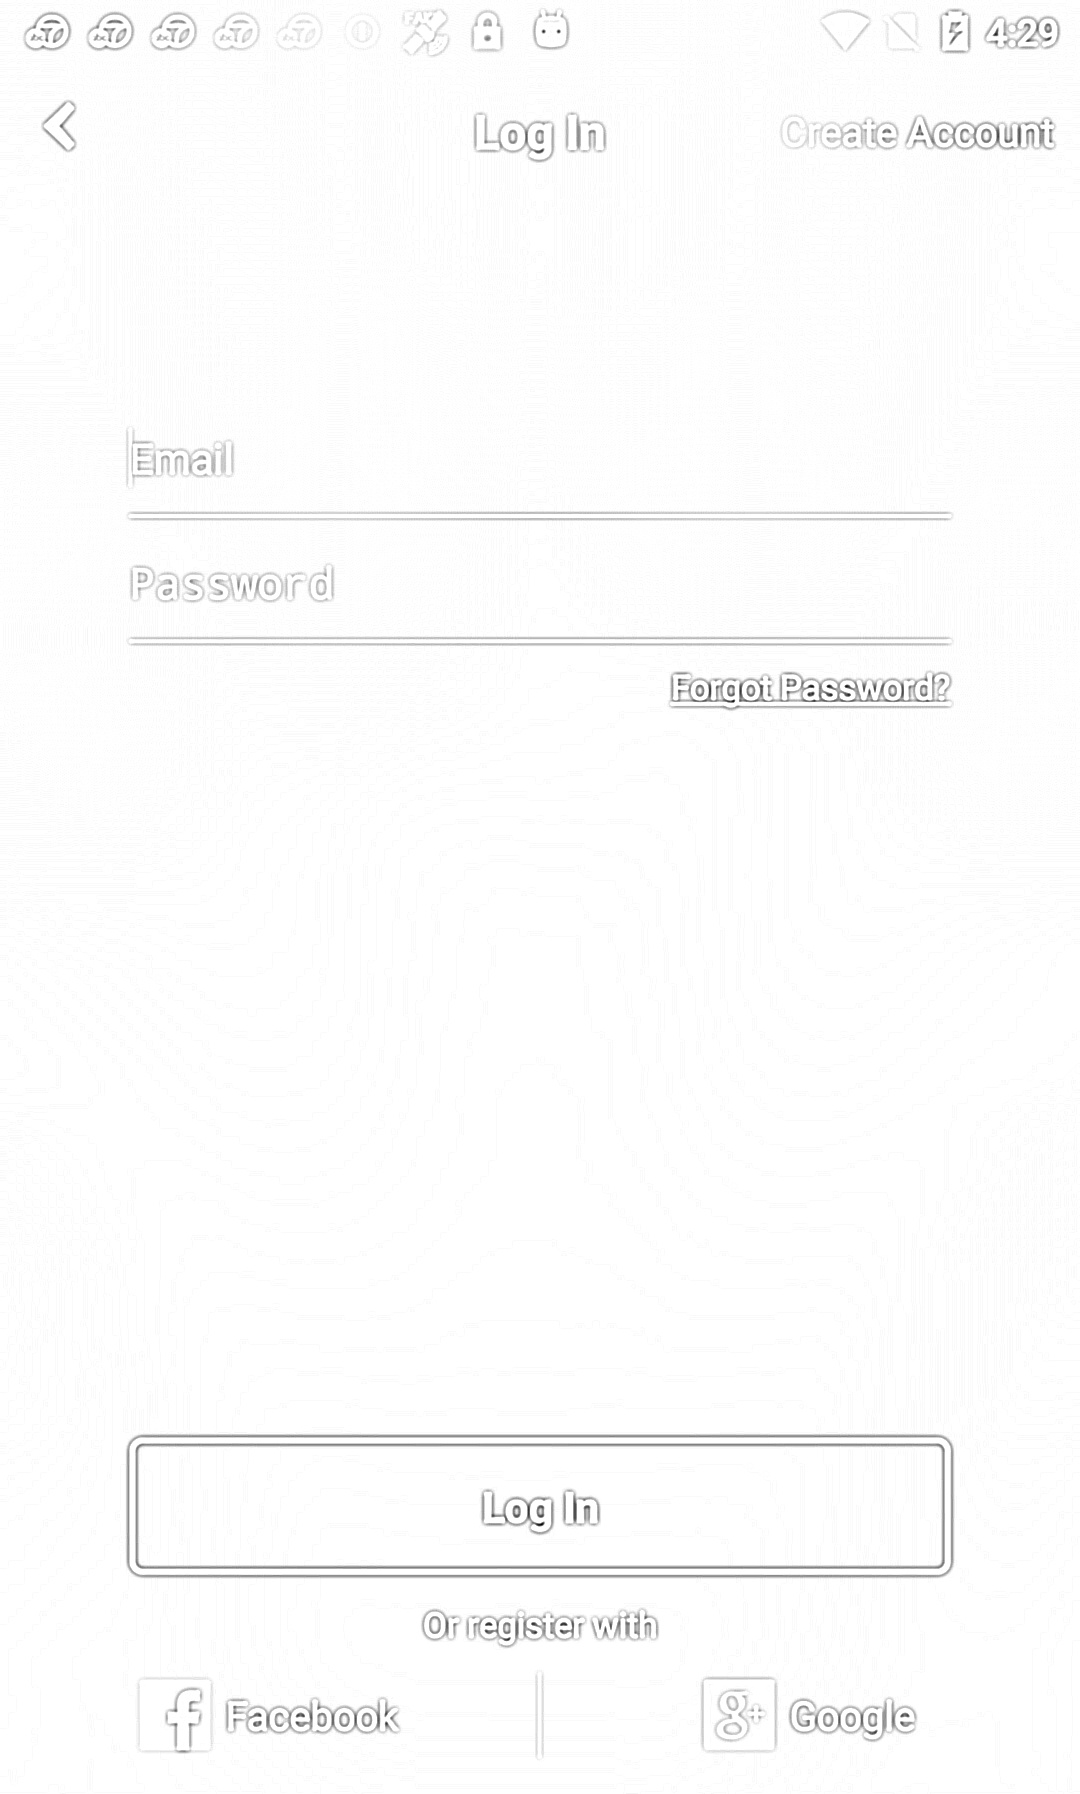 4:29
Log In
Create Account
Email
Password
Forgot Password?
Log In
Or register with
Facebook
Google